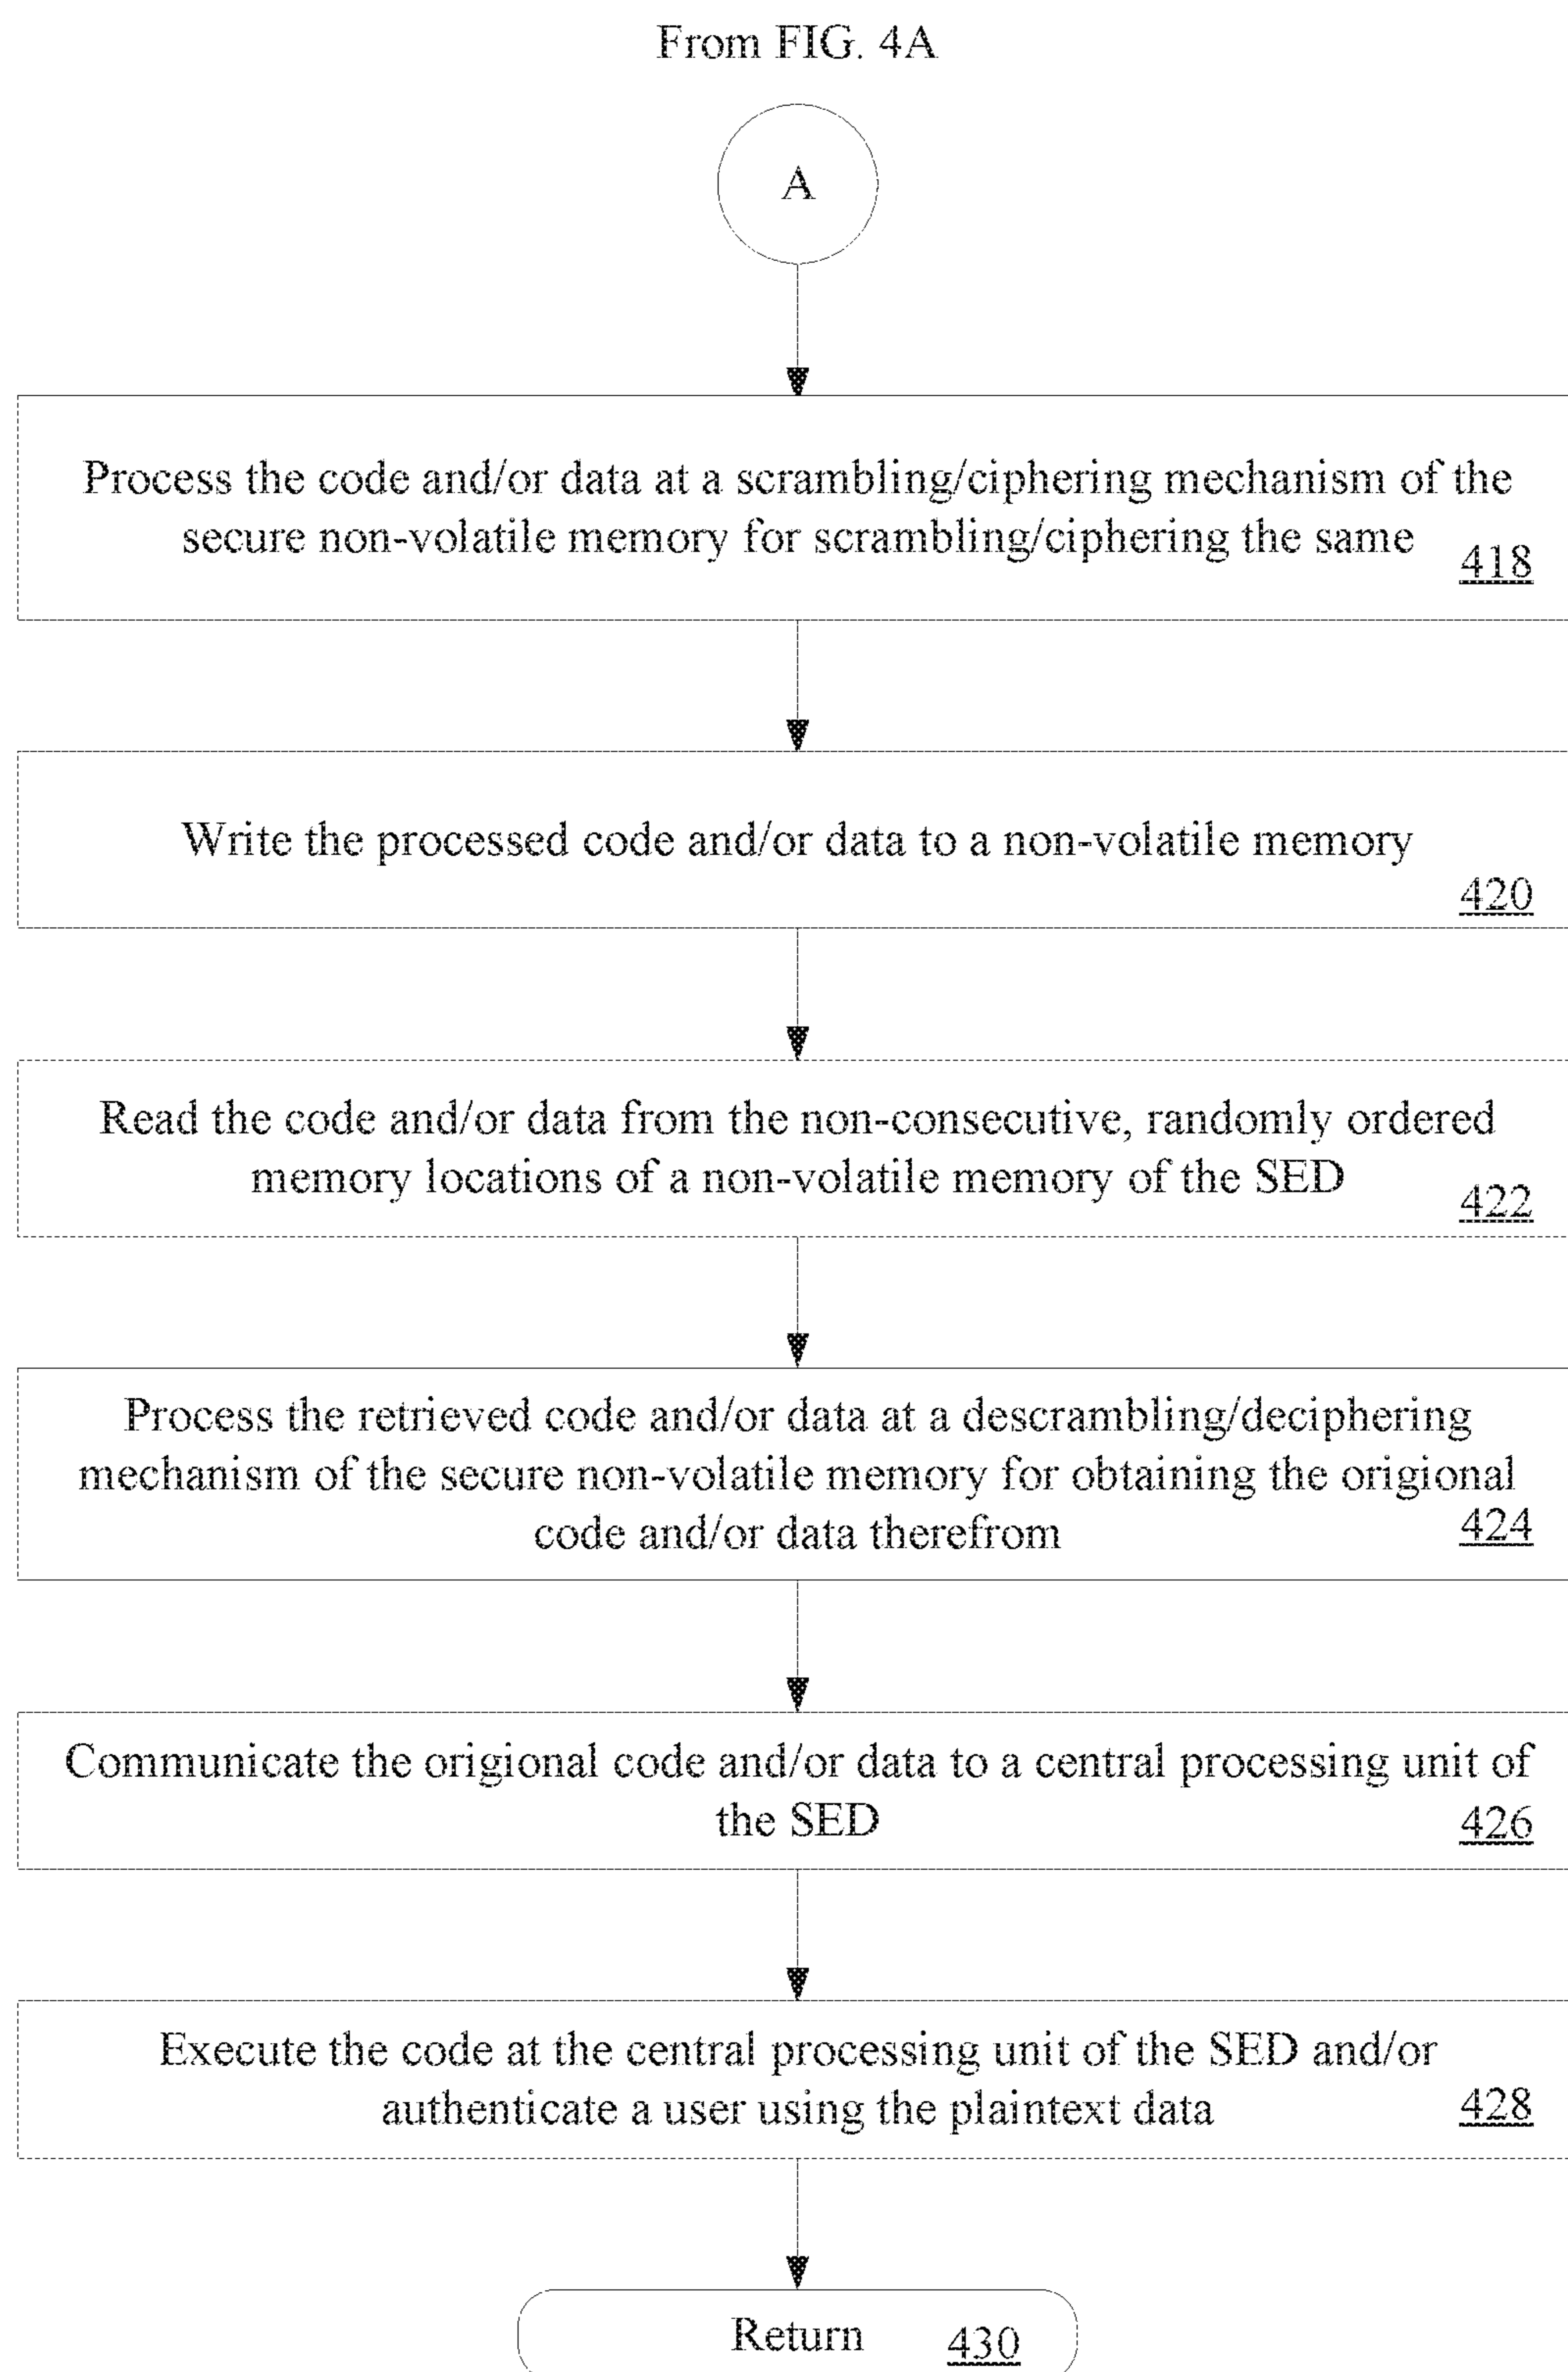 From FIG. 4A
A
Process the code and/or data at a scrambling/ciphering mechanism of the
secure non-volatile memory for scrambling/ciphering the same
418
Write the processed code and/or data to a non-volatile memory
420
Read the code and/or data from the non-consecutive, randomly ordered
memory locations of a non-volatile memory of the SED
422
Process the retrieved code and/or data at a descrambling/deciphering
mechanism of the secure non-volatile memory for obtaining the origional
code and/or data therefrom
424
Communicate the origional code and/or data to a central processing unit of
the SED
426
Execute the code at the central processing unit of the SED and/or
authenticate a user using the plaintext data
428
Return
430